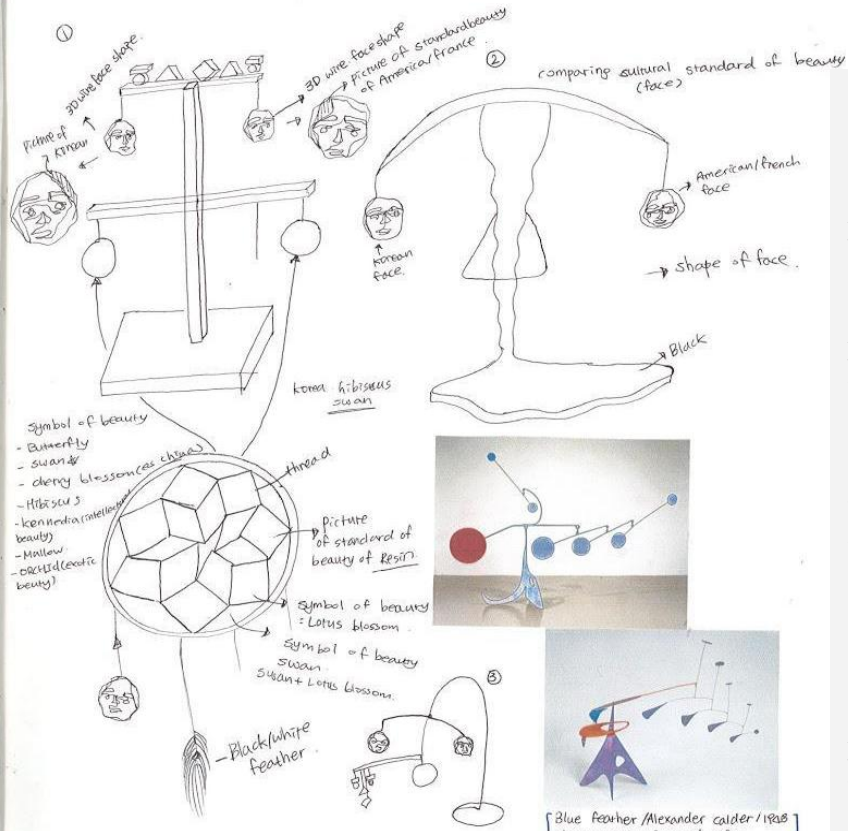 ①
3D wire face shape.
picture of
Korean
3D wire face shape
Picture of standard beauty
of America/france.
②
comparing cultural standard of beauty
(face)
American/french
face
Korean
face.
shape of face.
Black
korea hibiscus
swan
symbol of beauty
- Butterfly
- swan
- cherry blossom(es china)
- Hibiscus
- kennedia(intellectual
beauty)
- Mallow
- ORCHId(exotic
beuty)
thread
picture
of standard of
beauty of Resin.
symbol of beauty
: Lotus blossom.
symbol of beauty
swan.
swan + Lotus blossom.
- Black/white
feather.
③
Blue feather /Alexander calder/1948